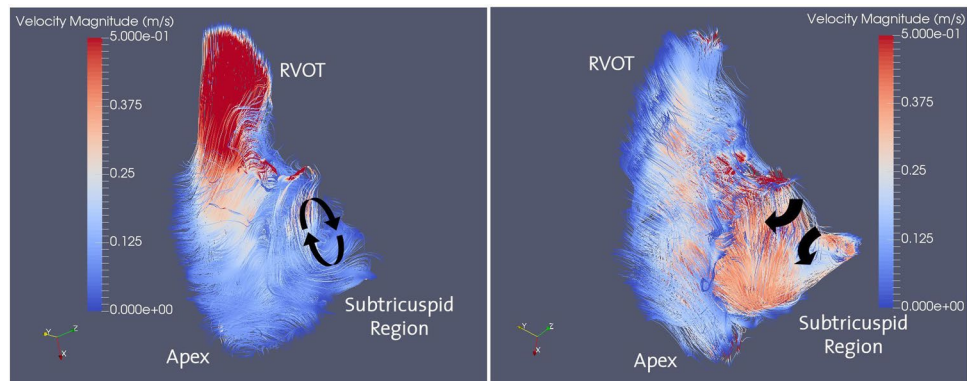 Velocity Magnitude (m/s)
5.000e-01
0.375
0.25
0.125
0.000e+00
RVOT
Subtricuspid
Region
Apex
Y
Z
X
Velocity Magnitude (m/s)
5.000e-01
0.375
0.25
0.125
0.000e+00
RVOT
Subtricuspid
Region
Apex
Y
Z
X